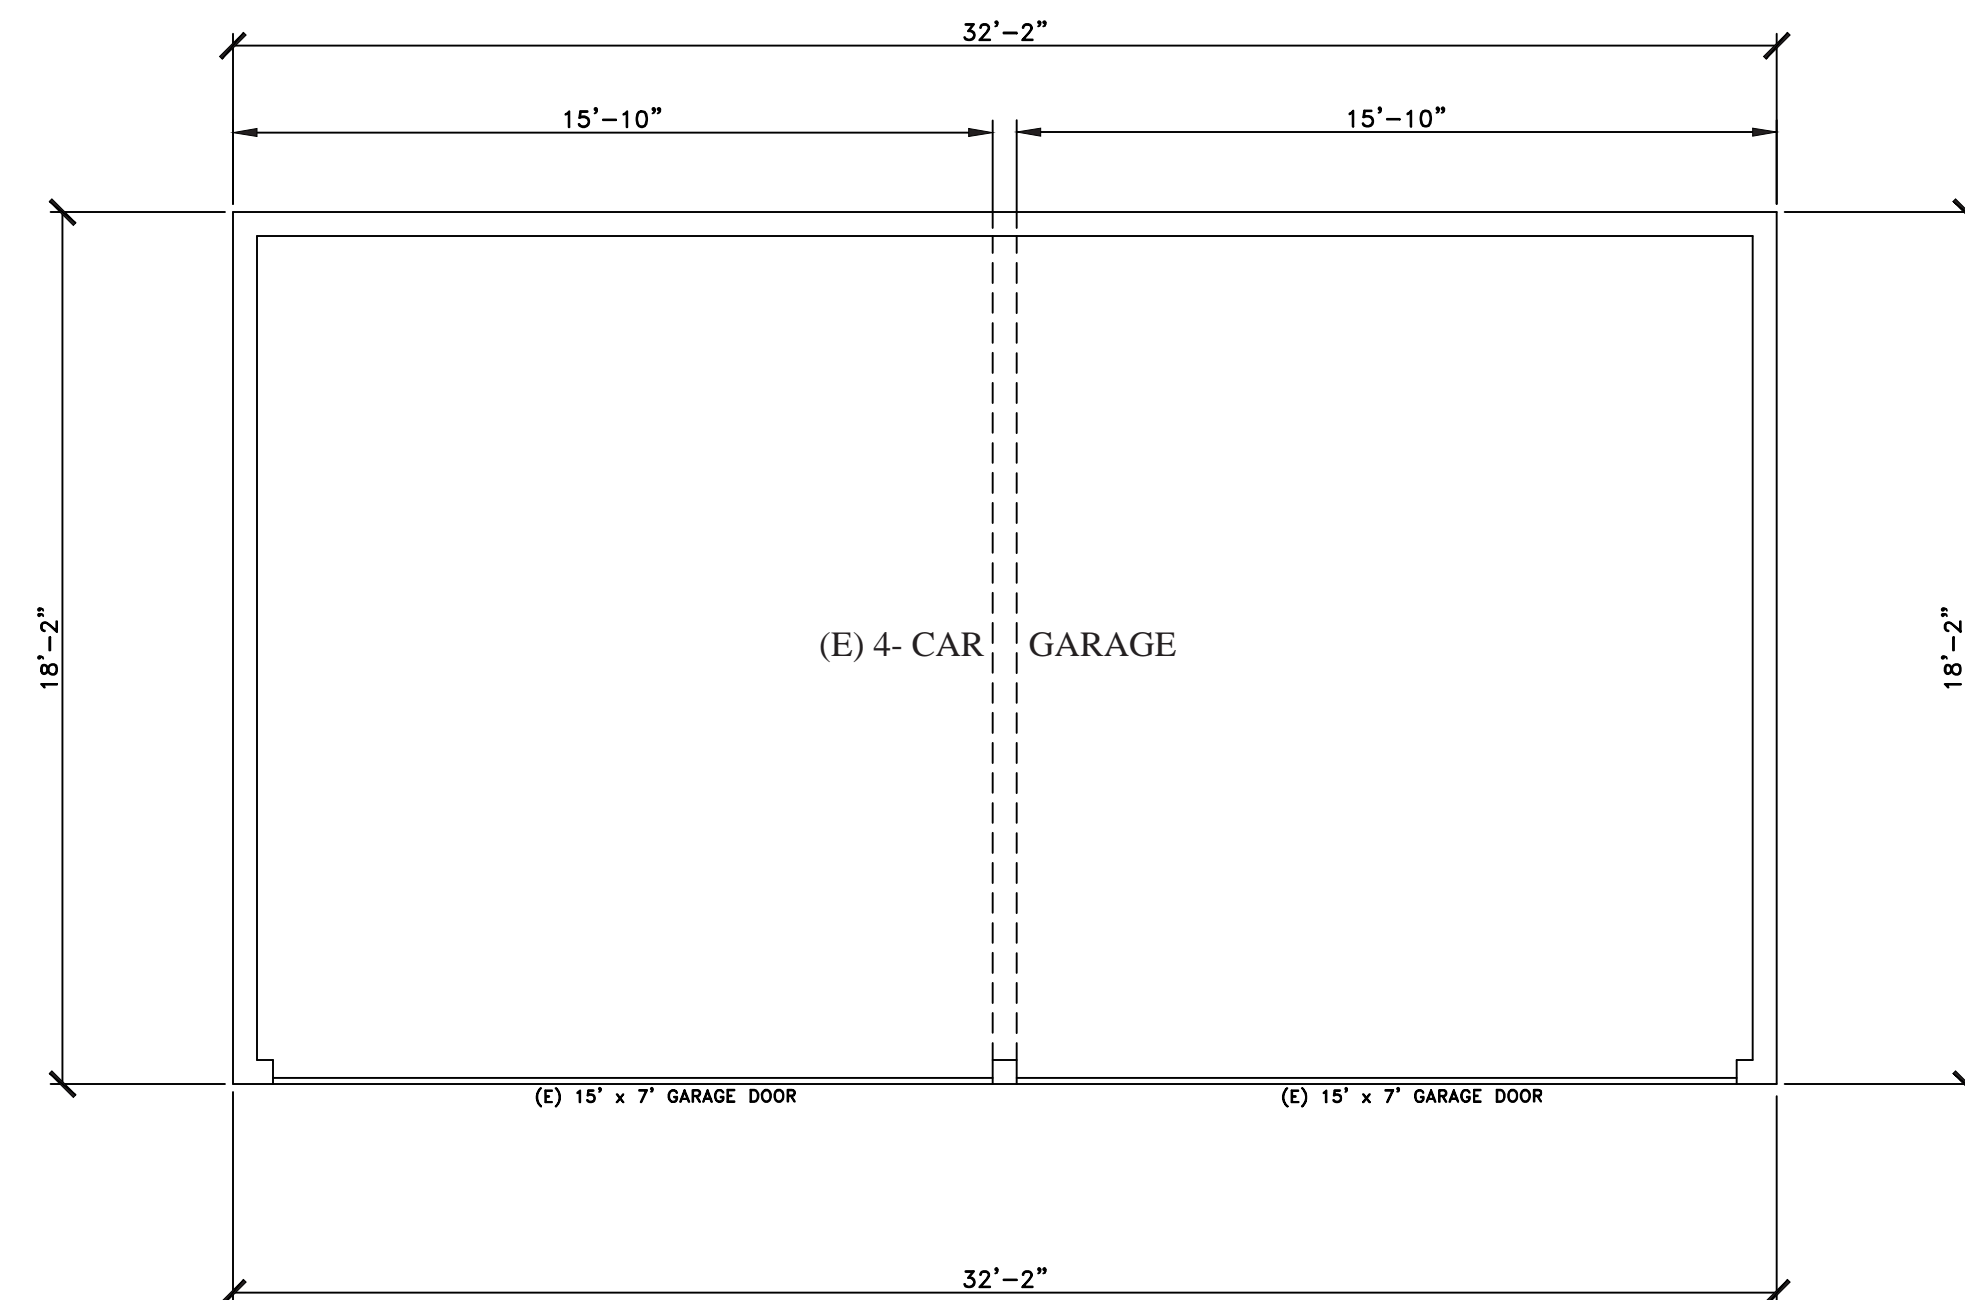 32'-2"
15'-10"
15'-10"
18'-2"
18'-2"
(E) 4- CAR GARAGE
(E) 15' x 7' GARAGE DOOR
(E) 15' x 7' GARAGE DOOR
32'-2"